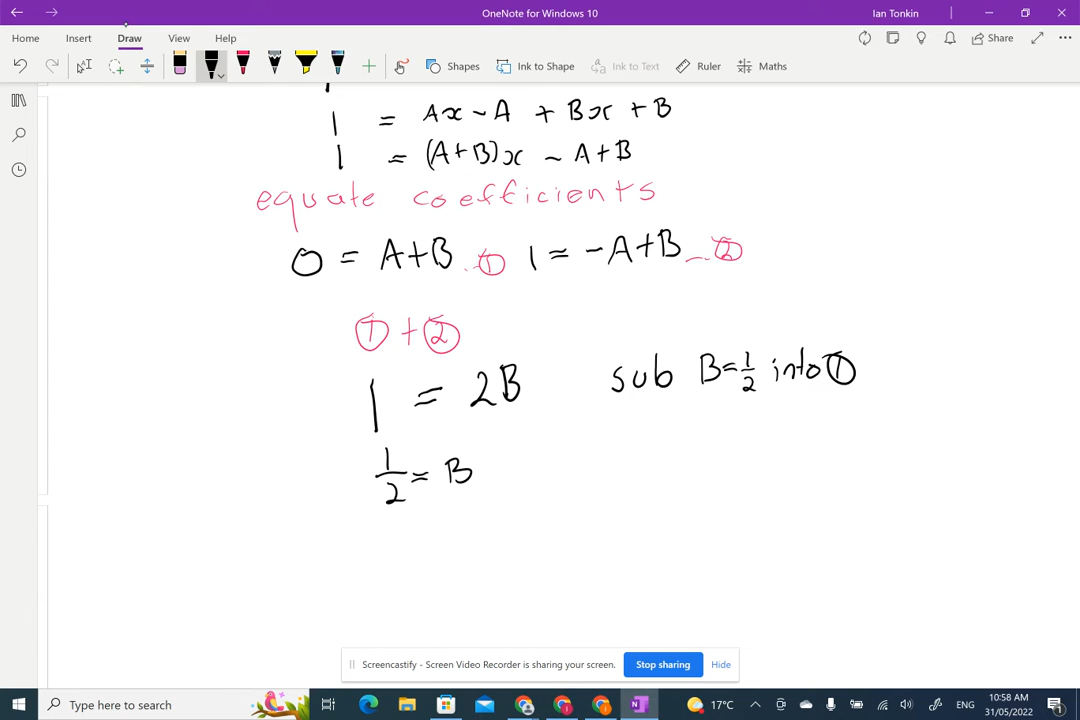 OneNote for Windows 10
Ian Tonkin
Home Insert Draw View Help
Share
Shapes Ink to Shape Ink to Text Ruler Maths
1 = Ax - A + Bx + B
1 = (A+B)x - A+B
equate coefficients
0 = A+B ① 1 = -A+B ②
① + ②
1 = 2B sub B=1/2 into ①
1/2 = B
Screencastify - Screen Video Recorder is sharing your screen. Stop sharing Hide
Type here to search
17°C
ENG
10:58 AM
31/05/2022
1